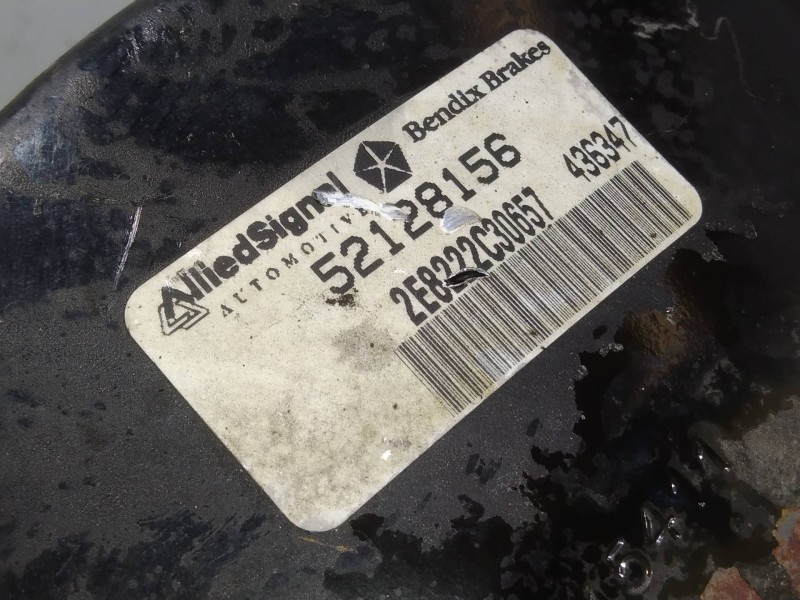 AlliedSignal Bendix Brakes
AUTOMOTIVE
52128156
2E8222C30657 436347